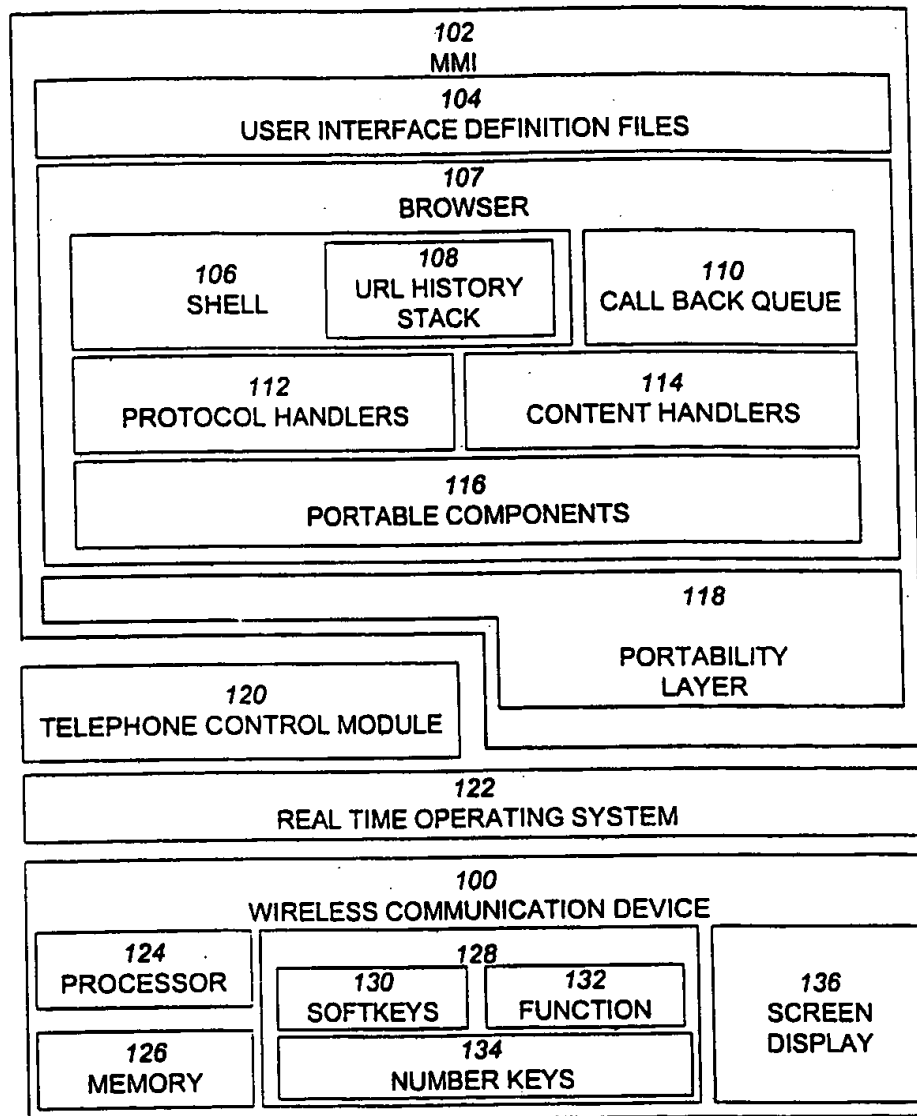 102
MMI
104
USER INTERFACE DEFINITION FILES
107
BROWSER
106
SHELL
108
URL HISTORY
STACK
110
CALL BACK QUEUE
112
PROTOCOL HANDLERS
114
CONTENT HANDLERS
116
PORTABLE COMPONENTS
118
PORTABILITY
LAYER
120
TELEPHONE CONTROL MODULE
122
REAL TIME OPERATING SYSTEM
100
WIRELESS COMMUNICATION DEVICE
124
PROCESSOR
126
MEMORY
128
130
SOFTKEYS
132
FUNCTION
134
NUMBER KEYS
136
SCREEN
DISPLAY